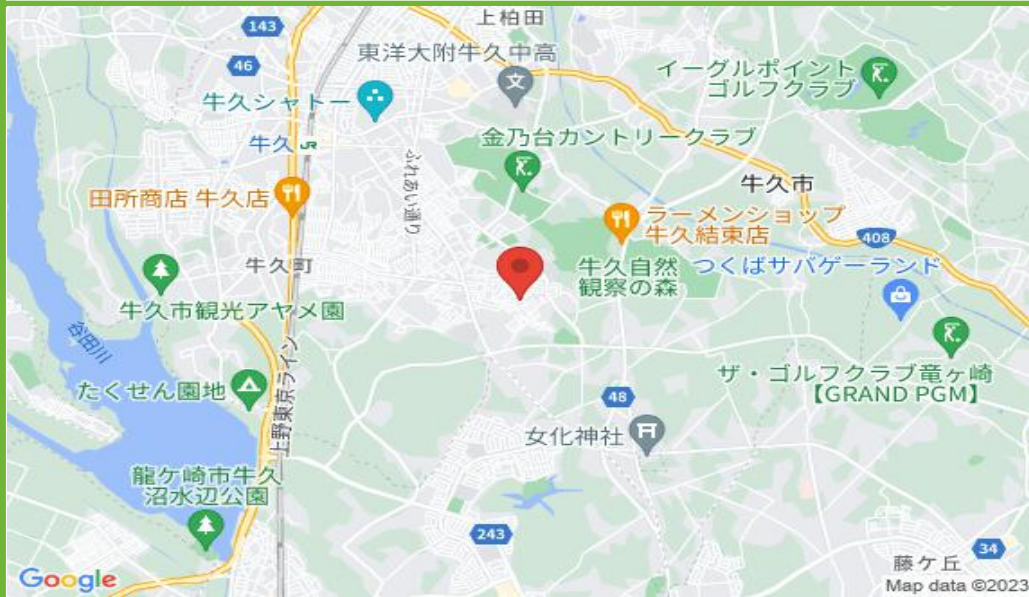 上柏田
143
東洋大附牛久中高
46
イーグルポイント
ゴルフクラブ
牛久シャトー
金乃台カントリークラブ
牛久
JR
ふれあい通り
牛久市
田所商店 牛久店
ラーメンショップ
牛久結束店
408
牛久町
牛久自然
観察の森
つくばサバゲーランド
牛久市観光アヤメ園
谷田川
上野東京ライン
ザ・ゴルフクラブ竜ヶ崎
【GRAND PGM】
たくせん園地
48
女化神社
龍ケ崎市牛久
沼水辺公園
243
藤ケ丘
34
Google
Map data ©2023